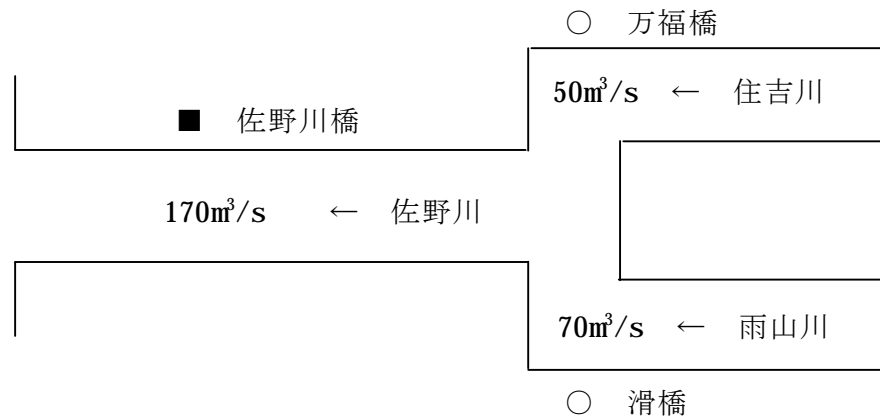 ○ 万福橋
50m³/s ← 住吉川
■ 佐野川橋
170m³/s ← 佐野川
70m³/s ← 雨山川
○ 滑橋